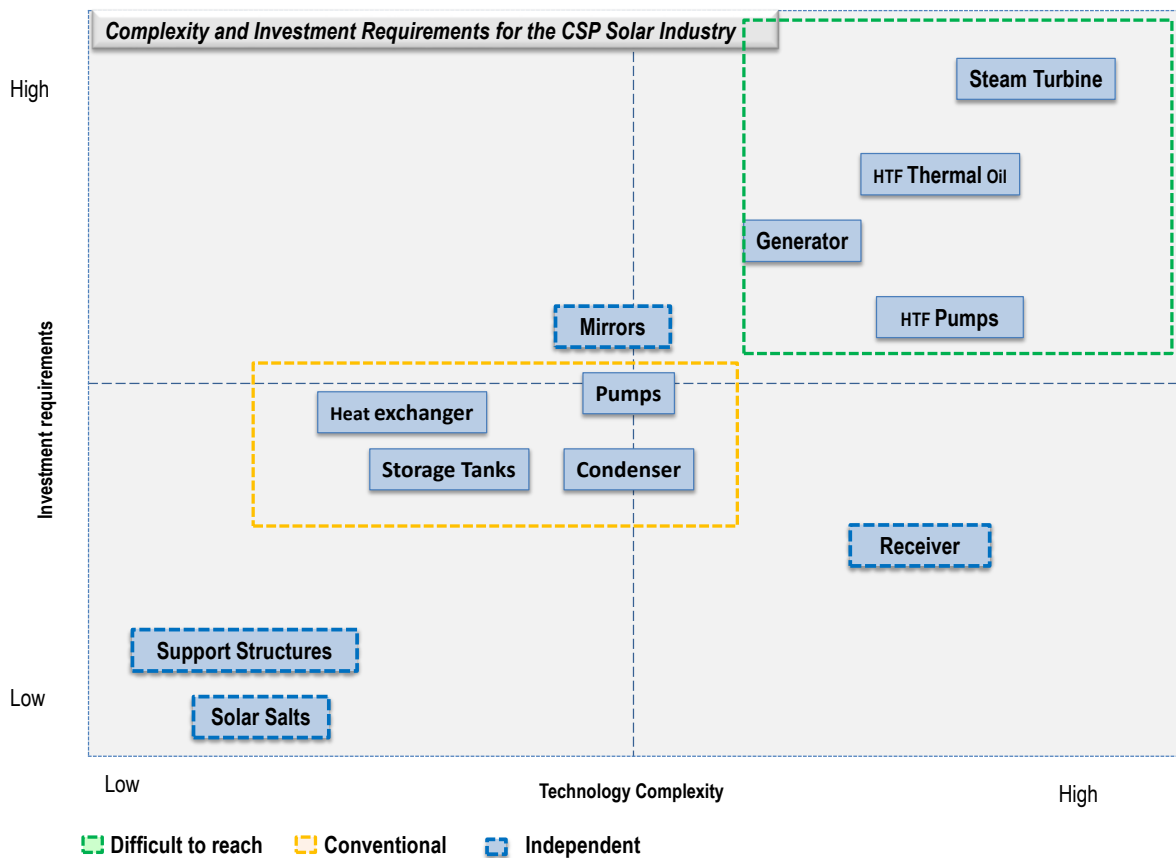 Complexity and Investment Requirements for the CSP Solar Industry
High
Steam Turbine
HTF Thermal Oil
Generator
HTF Pumps
Mirrors
Pumps
Heat exchanger
Storage Tanks
Condenser
Investment requirements
Receiver
Support Structures
Low
Solar Salts
Low
Technology Complexity
High
Difficult to reach
Conventional
Independent